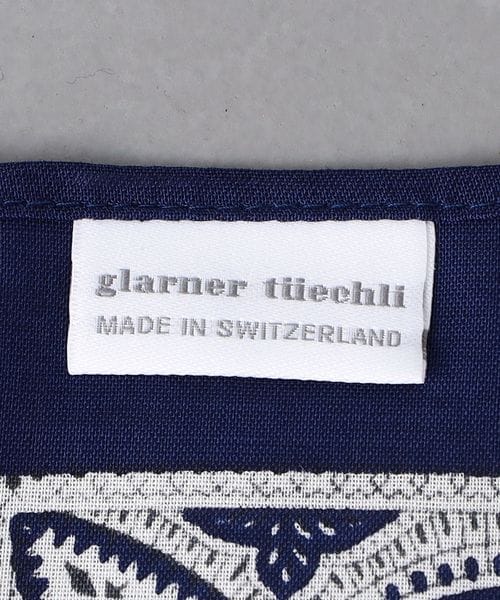 glarner tüechli
MADE IN SWITZERLAND